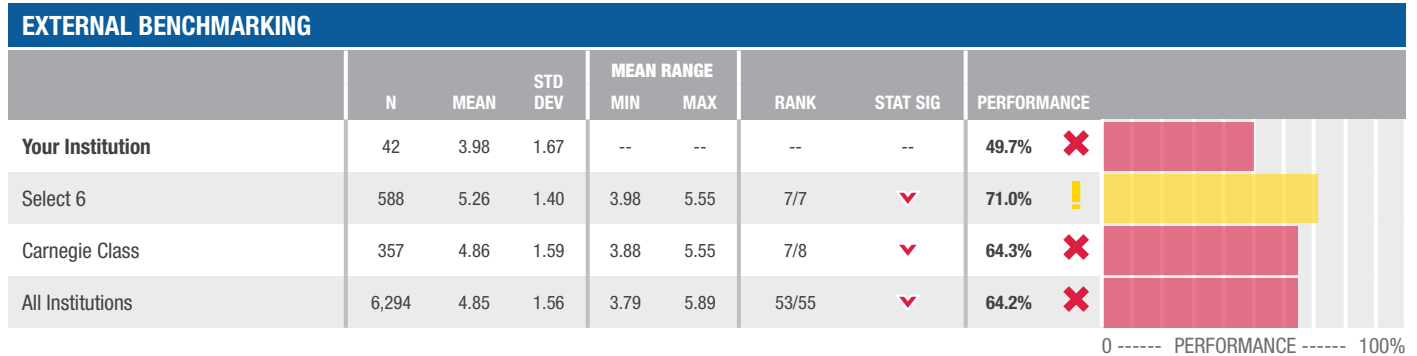 EXTERNAL BENCHMARKING
N MEAN STD DEV MEAN RANGE MIN MAX RANK STAT SIG PERFORMANCE
Your Institution 42 3.98 1.67 -- -- -- -- 49.7%
Select 6 588 5.26 1.40 3.98 5.55 7/7 71.0%
Carnegie Class 357 4.86 1.59 3.88 5.55 7/8 64.3%
All Institutions 6,294 4.85 1.56 3.79 5.89 53/55 64.2%
0 ------ PERFORMANCE ------ 100%